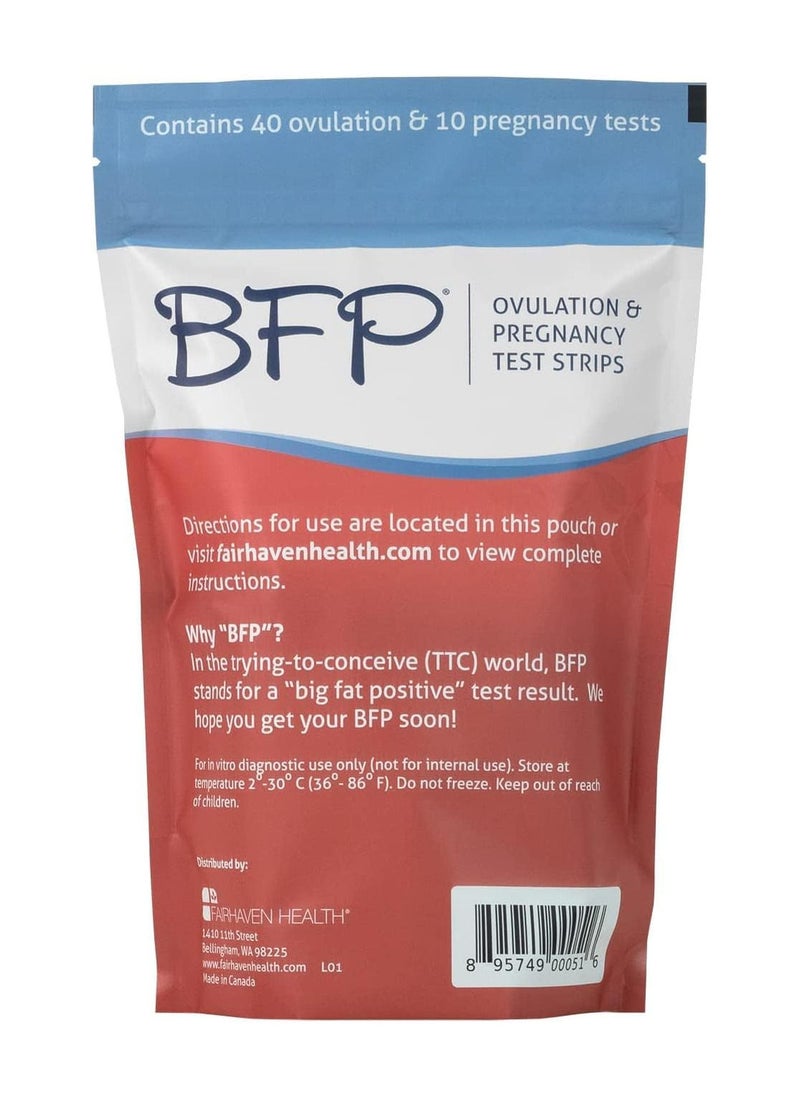 Contains 40 ovulation & 10 pregnancy tests
BFP®
OVULATION &
PREGNANCY
TEST STRIPS
Directions for use are located in this pouch or
visit fairhavenhealth.com to view complete
instructions.
Why "BFP"?
In the trying-to-conceive (TTC) world, BFP
stands for a "big fat positive" test result. We
hope you get your BFP soon!
For in vitro diagnostic use only (not for internal use). Store at
temperature 2°-30° C (36°- 86° F). Do not freeze. Keep out of reach
of children.
Distributed by:
FAIRHAVEN HEALTH®
1410 11th Street
Bellingham, WA 98225
www.fairhavenhealth.com L01
Made in Canada
8 95749 00051 6